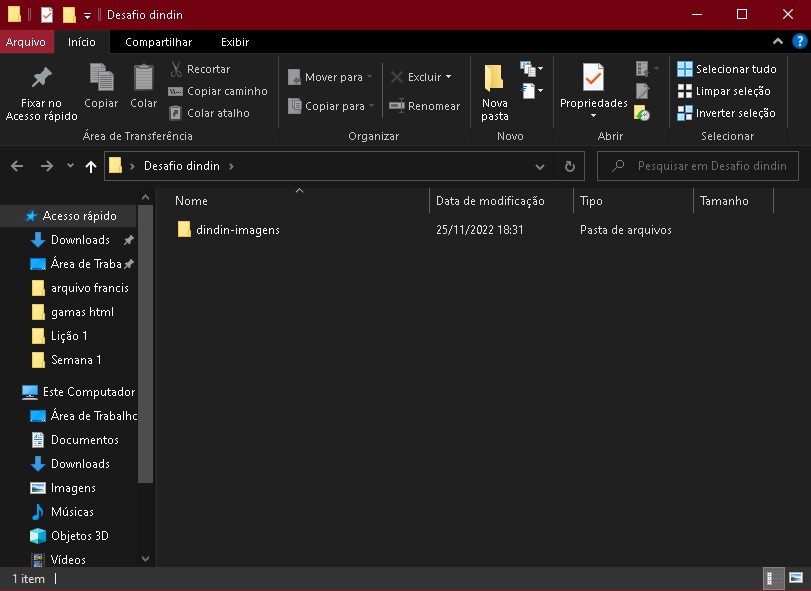 Desafio dindin
Arquivo Início Compartilhar Exibir
Fixar no
Acesso rápido
Copiar
Colar
Recortar
Copiar caminho
Colar atalho
Área de Transferência
Mover para
Copiar para
Excluir
Renomear
Organizar
Nova
pasta
Novo
Propriedades
Abrir
Selecionar tudo
Limpar seleção
Inverter seleção
Selecionar
Desafio dindin
Pesquisar em Desafio dindin
Acesso rápido
Downloads
Área de Traba
arquivo francis
gamas html
Lição 1
Semana 1
Este Computador
Área de Trabalho
Documentos
Downloads
Imagens
Músicas
Objetos 3D
Vídeos
Nome Data de modificação Tipo Tamanho
dindin-imagens 25/11/2022 18:31 Pasta de arquivos
1 item